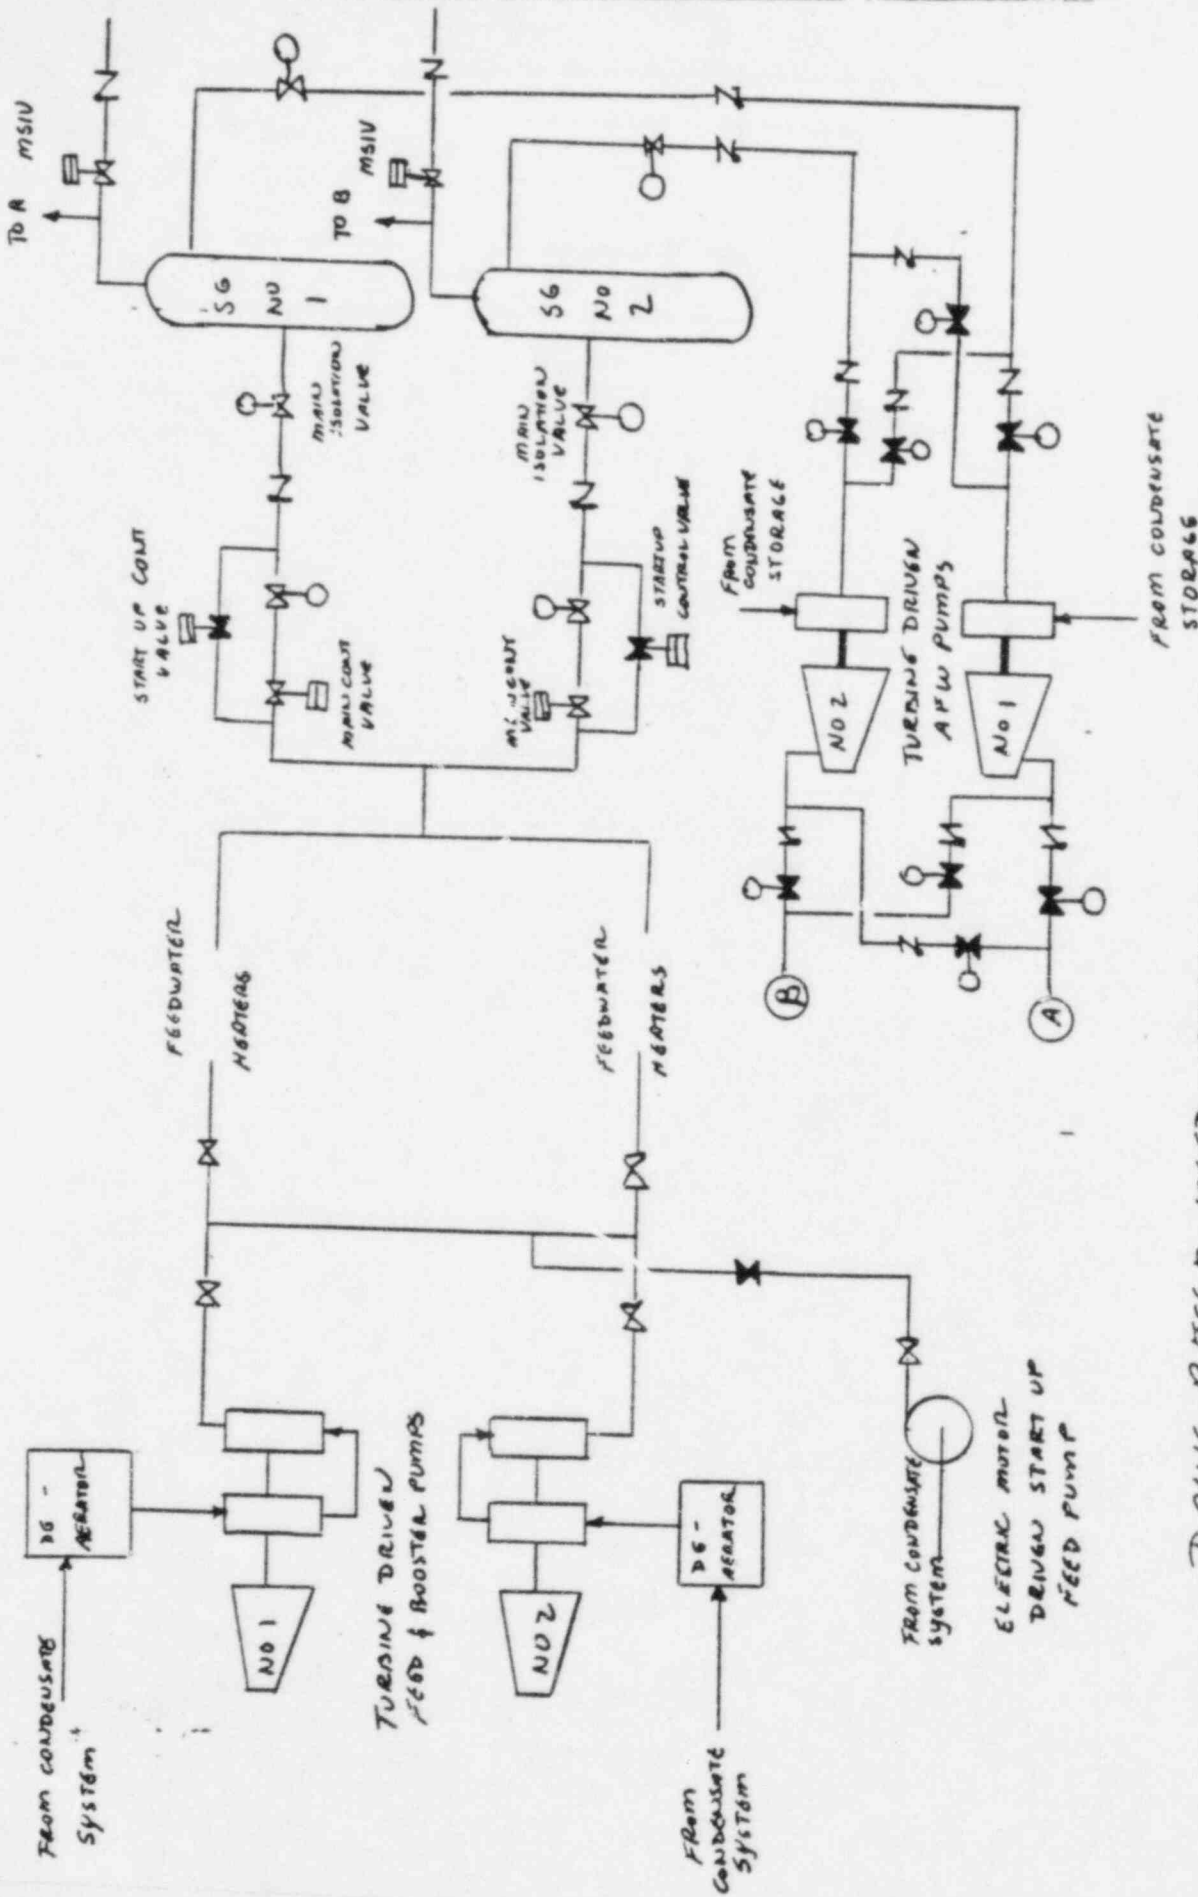 TO A
MSIV
TO B
MSIV
SG
NO
1
SG
NO
2
START UP CONT
VALVE
MAIN CONT
VALVE
MAIN
ISOLATION
VALVE
MAIN
ISOLATION
VALVE
VALVE
STARTUP
CONTROL VALVE
FEEDWATER
HEATERS
FEEDWATER
HEATERS
FROM CONDENSATE
SYSTEM
DE-
AERATOR
NO 1
TURBINE DRIVEN
FEED & BOOSTER PUMPS
NO 2
DE-
AERATOR
FROM
CONDENSATE
SYSTEM
FROM CONDENSATE
SYSTEM
ELECTRIC MOTOR
DRIVEN START UP
FEED PUMP
FROM
CONDENSATE
STORAGE
NO 2
TURBINE DRIVEN
AFW PUMPS
NO 1
FROM CONDENSATE
STORAGE
B
A